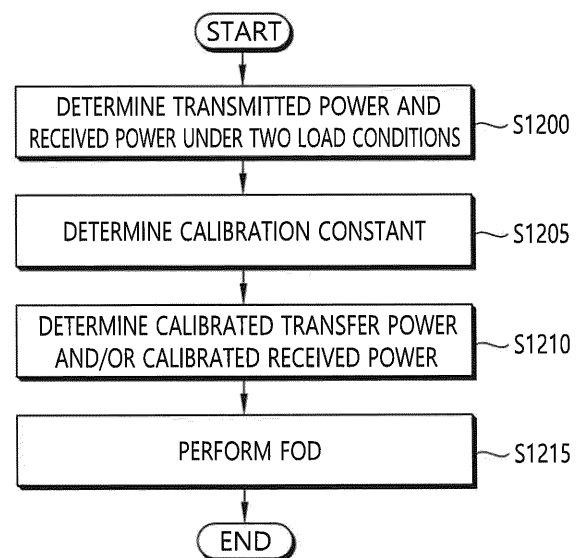 START
DETERMINE TRANSMITTED POWER AND
RECEIVED POWER UNDER TWO LOAD CONDITIONS
S1200
DETERMINE CALIBRATION CONSTANT
S1205
DETERMINE CALIBRATED TRANSFER POWER
AND/OR CALIBRATED RECEIVED POWER
S1210
PERFORM FOD
S1215
END